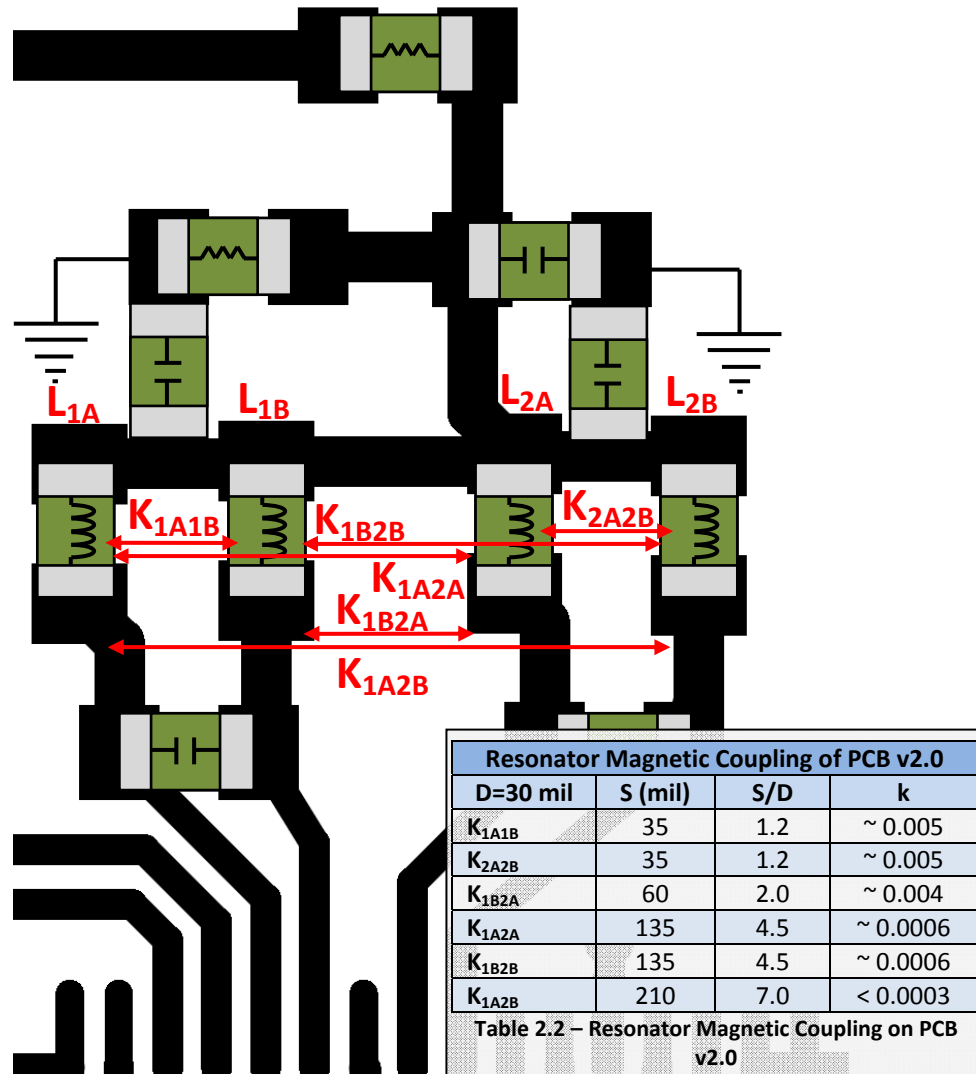 L1A
L1B
L2A
L2B
K1A1B
K1B2B
K2A2B
K1A2A
K1B2A
K1A2B
Resonator Magnetic Coupling of PCB v2.0
D=30 mil S (mil) S/D k
K1A1B 35 1.2 ~ 0.005
K2A2B 35 1.2 ~ 0.005
K1B2A 60 2.0 ~ 0.004
K1A2A 135 4.5 ~ 0.0006
K1B2B 135 4.5 ~ 0.0006
K1A2B 210 7.0 < 0.0003
Table 2.2 – Resonator Magnetic Coupling on PCB
v2.0